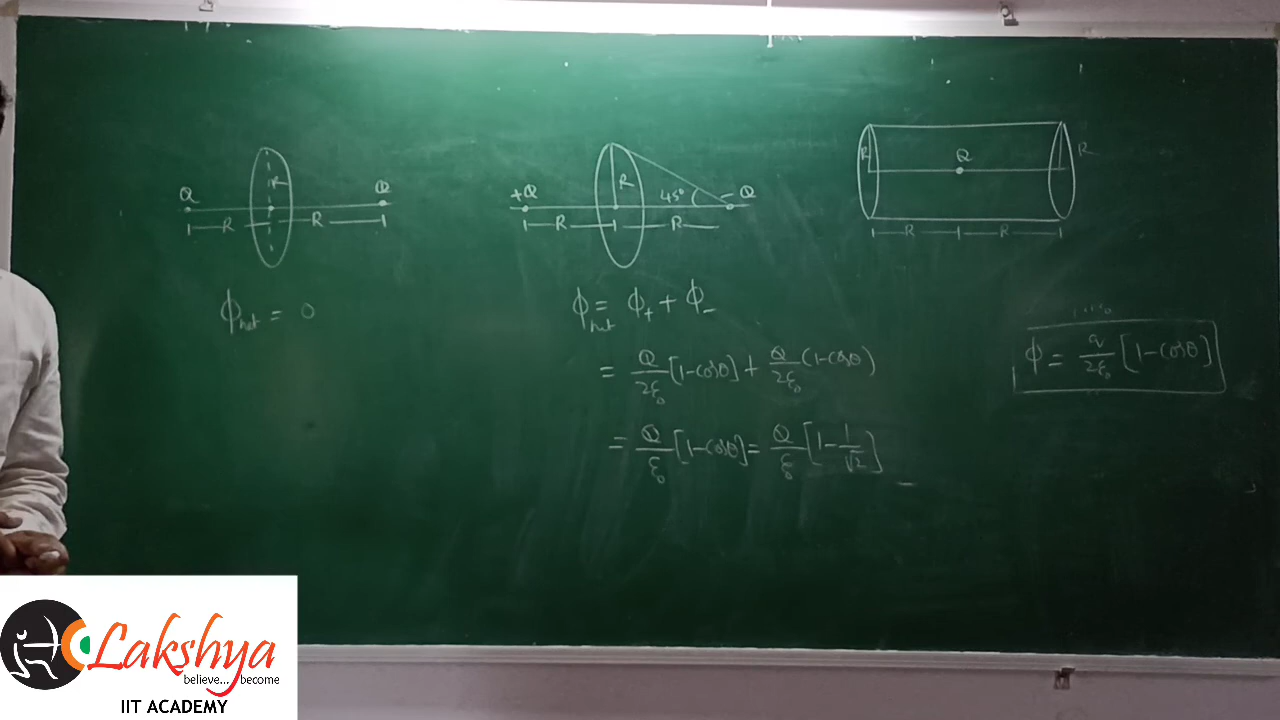 Q R R R Q
ϕnet = 0
+Q R 45° R R −Q
ϕnet = ϕ+ + ϕ−
= Q/2ε₀ [1-cosθ] + Q/2ε₀ (1-cosθ)
= Q/ε₀ [1-cosθ] = Q/ε₀ [1 - 1/√2]
R Q R
R R
ϕ = q/2ε₀ [1-cosθ]
Lakshya
believe... become
IIT ACADEMY